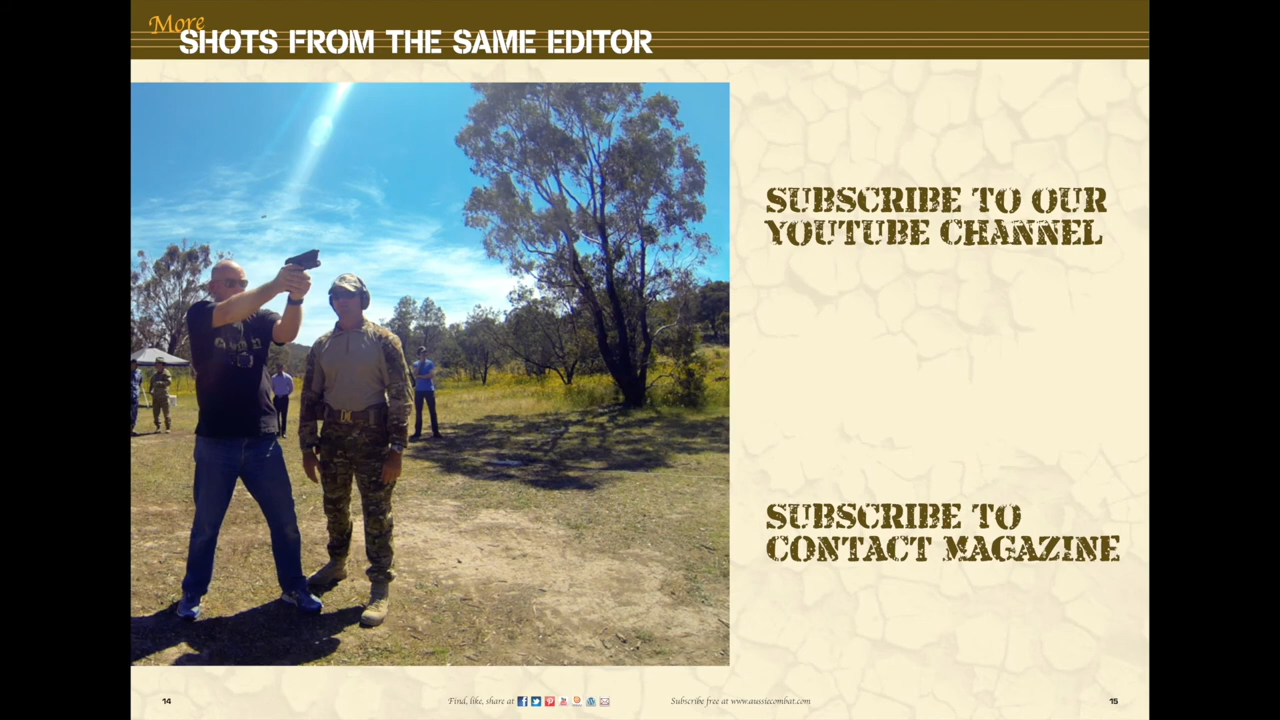 More
SHOTS FROM THE SAME EDITOR
SUBSCRIBE TO OUR
YOUTUBE CHANNEL
SUBSCRIBE TO
CONTACT MAGAZINE
14
Find, like, share at
Subscribe free at www.aussiecombat.com
15